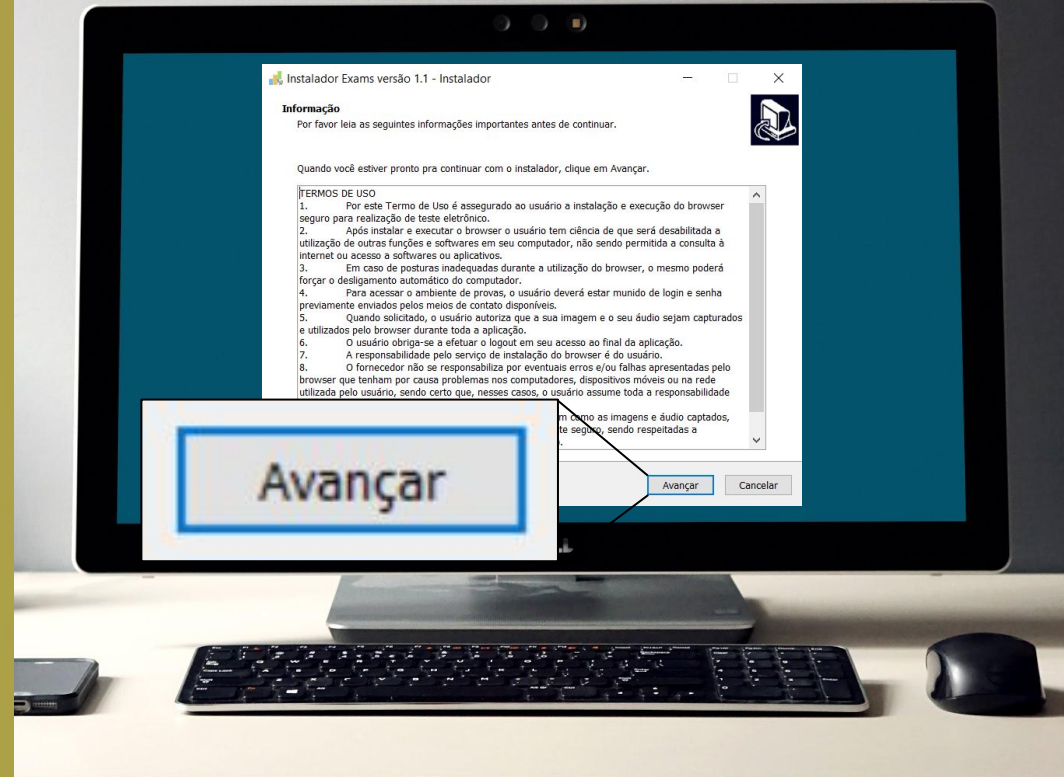 Instalador Exams versão 1.1 - Instalador
Informação
Por favor leia as seguintes informações importantes antes de continuar.
Quando você estiver pronto pra continuar com o instalador, clique em Avançar.
TERMOS DE USO
1. Por este Termo de Uso é assegurado ao usuário a instalação e execução do browser
seguro para realização de teste eletrônico.
2. Após instalar e executar o browser o usuário tem ciência de que será desabilitada a
utilização de outras funções e softwares em seu computador, não sendo permitida a consulta à
internet ou acesso a softwares ou aplicativos.
3. Em caso de posturas inadequadas durante a utilização do browser, o mesmo poderá
forçar o desligamento automático do computador.
4. Para acessar o ambiente de provas, o usuário deverá estar munido de login e senha
previamente enviados pelos meios de contato disponíveis.
5. Quando solicitado, o usuário autoriza que a sua imagem e o seu áudio sejam capturados
e utilizados pelo browser durante toda a aplicação.
6. O usuário obriga-se a efetuar o logout em seu acesso ao final da aplicação.
7. A responsabilidade pelo serviço de instalação do browser é do usuário.
8. O fornecedor não se responsabiliza por eventuais erros e/ou falhas apresentadas pelo
browser que tenham por causa problemas nos computadores, dispositivos móveis ou na rede
utilizada pelo usuário, sendo certo que, nesses casos, o usuário assume toda a responsabilidade
como as imagens e áudio captados,
seguro, sendo respeitadas a
Avançar
Avançar Cancelar